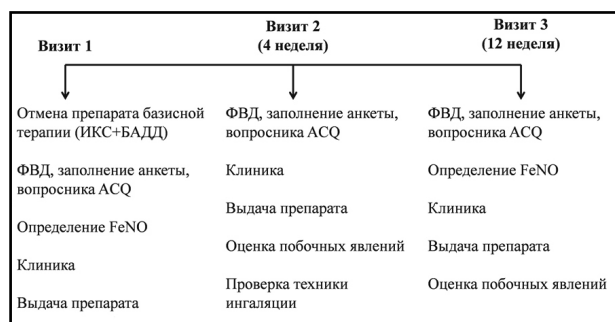 Визит 1
Визит 2
(4 неделя)
Визит 3
(12 неделя)
Отмена препарата базисной
терапии (ИКС+БАДД)
ФВД, заполнение анкеты,
вопросника ACQ
Определение FeNO
Клиника
Выдача препарата
ФВД, заполнение анкеты,
вопросника ACQ
Клиника
Выдача препарата
Оценка побочных явлений
Проверка техники
ингаляции
ФВД, заполнение анкеты,
вопросника ACQ
Определение FeNO
Клиника
Выдача препарата
Оценка побочных явлений